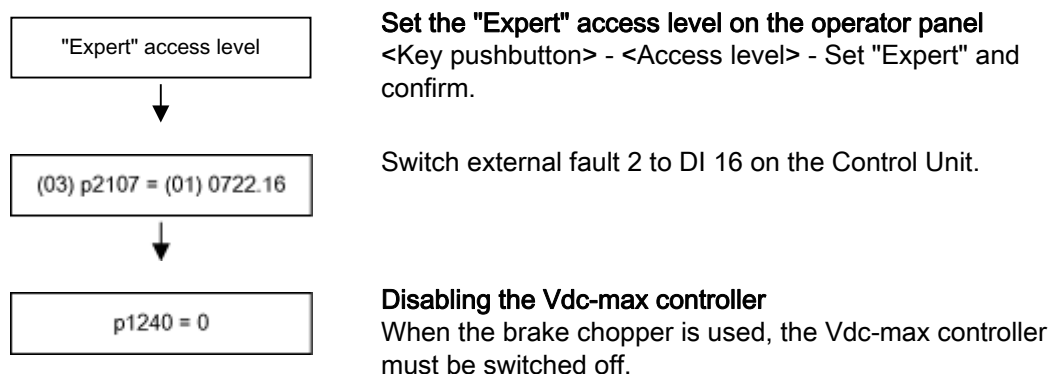 "Expert" access level
Set the "Expert" access level on the operator panel
<Key pushbutton> - <Access level> - Set "Expert" and
confirm.
(03) p2107 = (01) 0722.16
Switch external fault 2 to DI 16 on the Control Unit.
p1240 = 0
Disabling the Vdc-max controller
When the brake chopper is used, the Vdc-max controller
must be switched off.